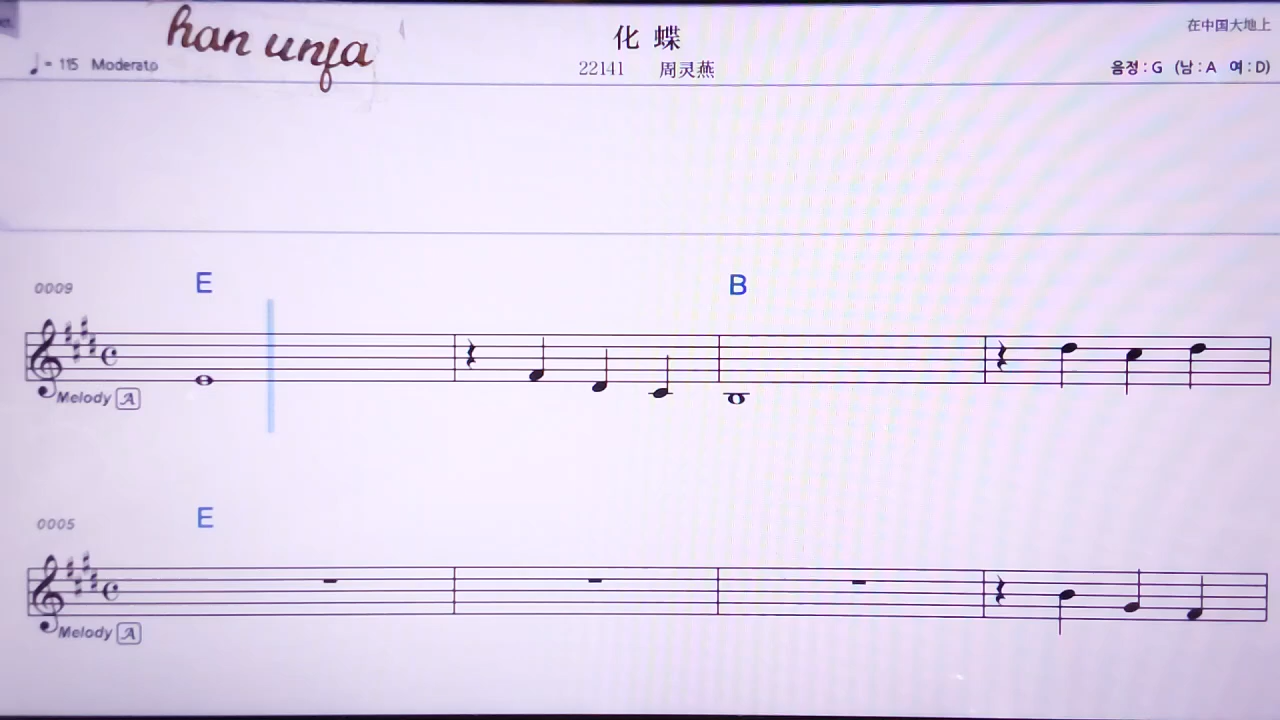 han unfa
化 蝶
在中国大地上
♩= 115 Moderato
22141 周灵燕
음정 : G (남 : A 여 : D)
0009
E B
Melody A
0005
E
Melody A